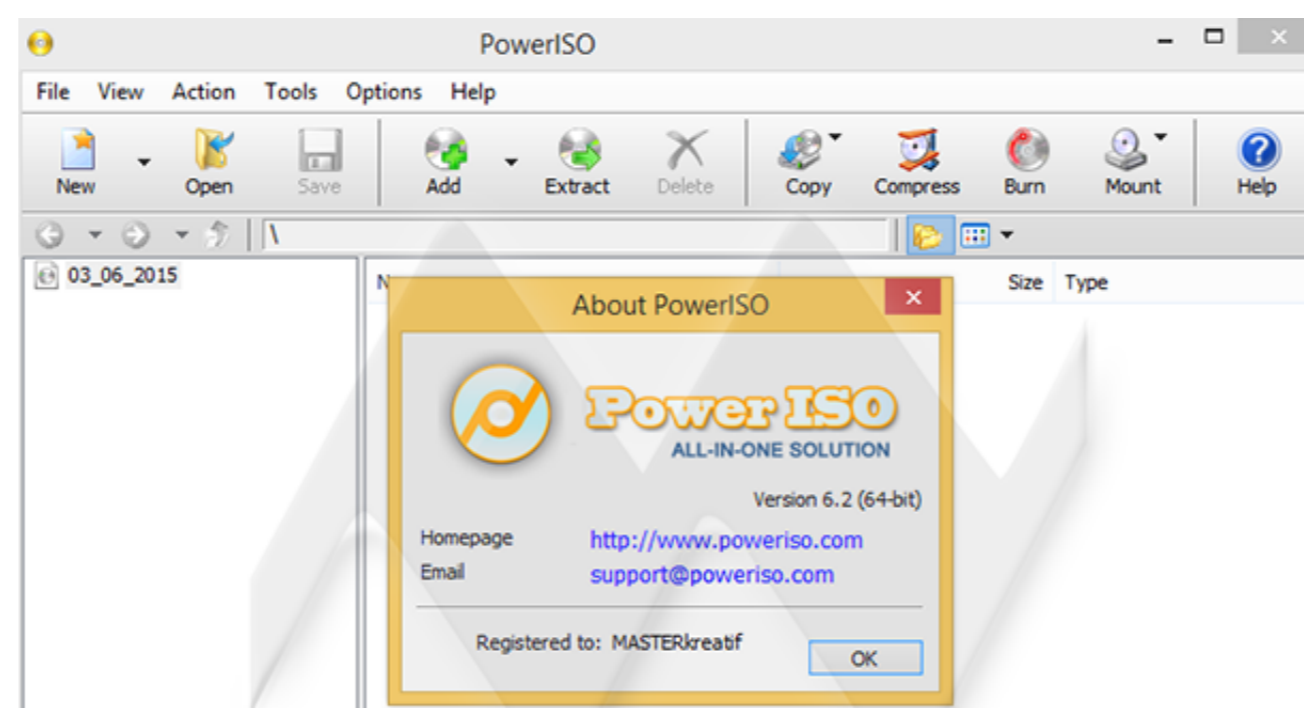 PowerISO
File View Action Tools Options Help
New Open Save Add Extract Delete Copy Compress Burn Mount Help
\
03_06_2015
Size Type
About PowerISO
Power ISO
ALL-IN-ONE SOLUTION
Version 6.2 (64-bit)
Homepage http://www.poweriso.com
Email support@poweriso.com
Registered to: MASTERkreatif
OK